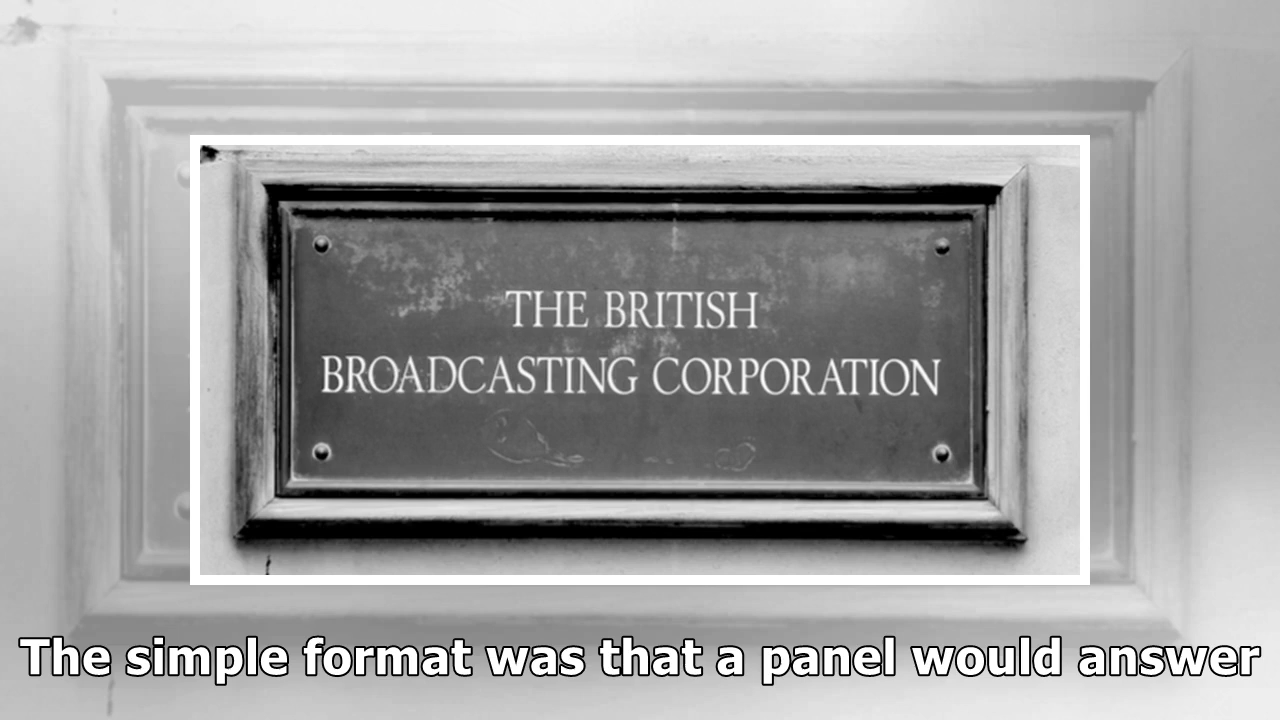 THE BRITISH
BROADCASTING CORPORATION
The simple format was that a panel would answer